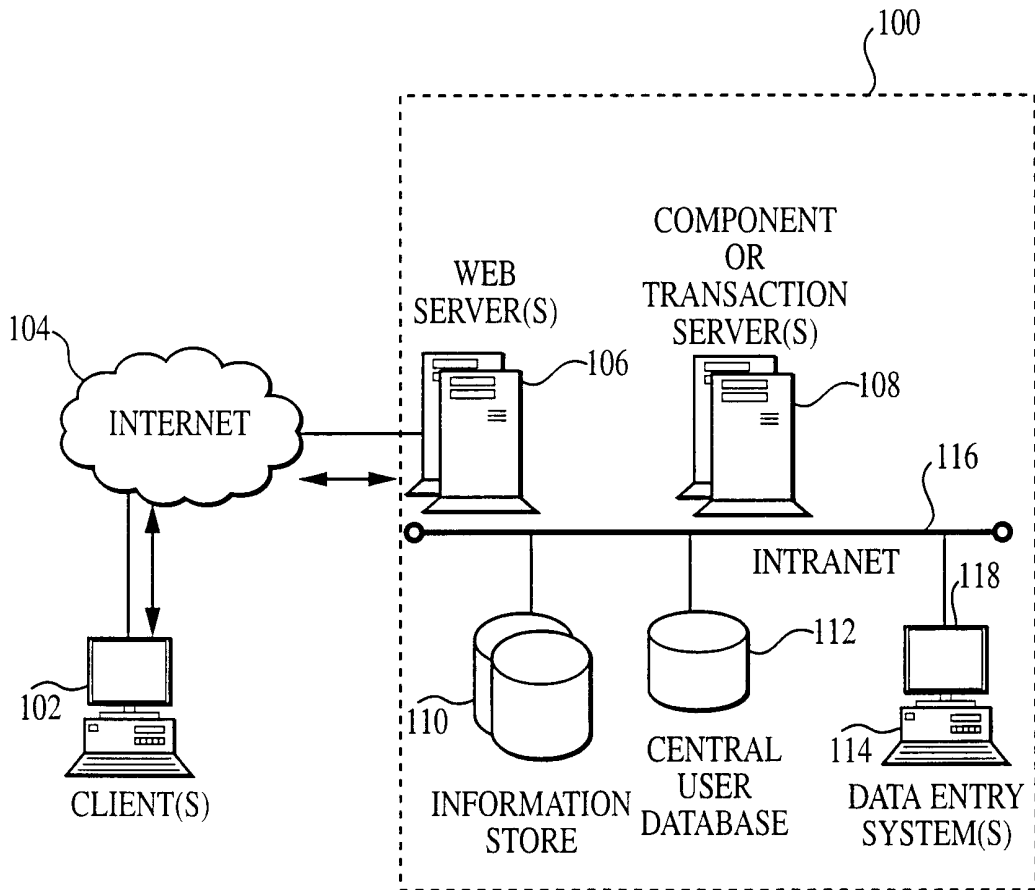 100
COMPONENT
OR
TRANSACTION
SERVER(S)
WEB
SERVER(S)
104
106
108
INTERNET
116
INTRANET
118
112
102
110
114
CLIENT(S)
INFORMATION
STORE
CENTRAL
USER
DATABASE
DATA ENTRY
SYSTEM(S)